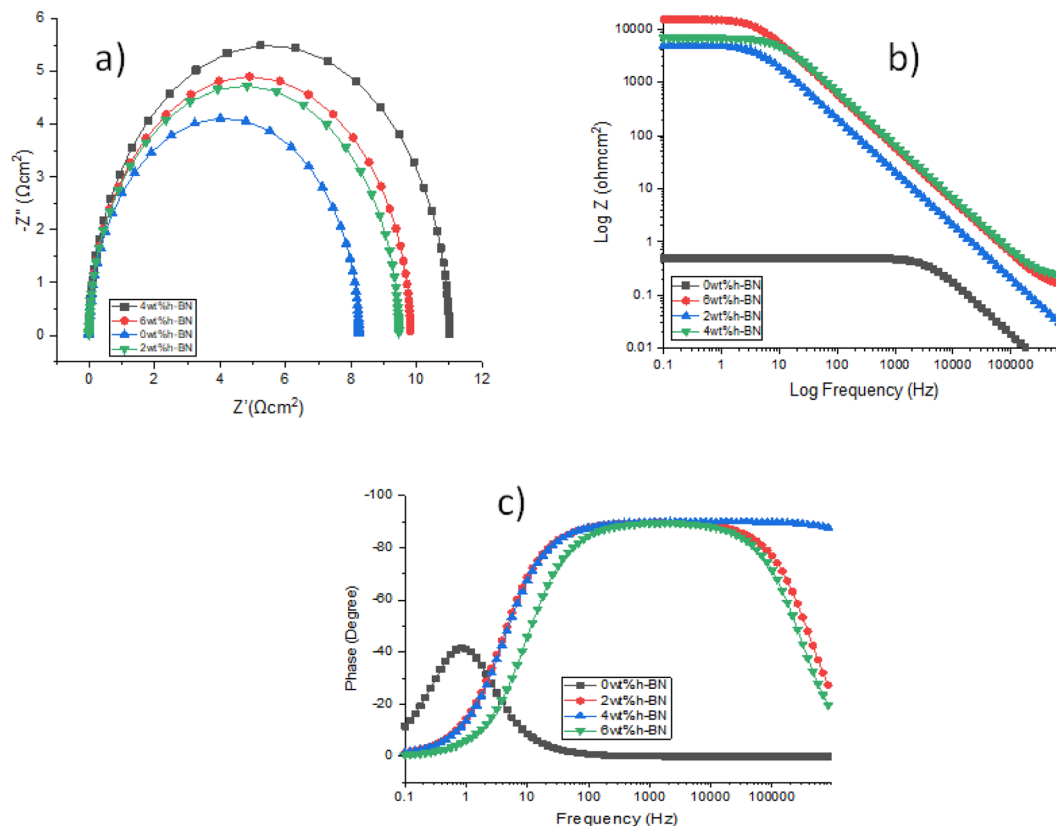 a)
6
5
4
3
2
1
0
-Z" (Ωcm²)
4wt%h-BN
6wt%h-BN
0wt%h-BN
2wt%h-BN
0 2 4 6 8 10 12
Z'(Ωcm²)
b)
10000
1000
100
10
1
0.1
0.01
Log Z (ohmcm²)
0wt%h-BN
6wt%h-BN
2wt%h-BN
4wt%h-BN
0.1 1 10 100 1000 10000 100000
Log Frequency (Hz)
c)
-100
-80
-60
-40
-20
0
Phase (Degree)
0wt%h-BN
2wt%h-BN
4wt%h-BN
6wt%h-BN
0.1 1 10 100 1000 10000 100000
Frequency (Hz)